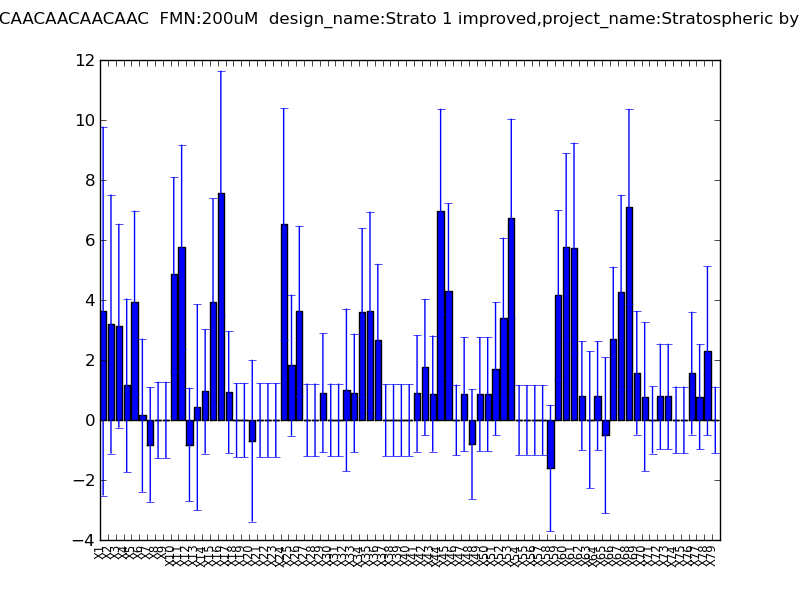 CAACAACAACAAC  FMN:200uM  design_name:Strato 1 improved,project_name:Stratospheric by
12
10
8
6
4
2
0
−2
−4
X1
X2
X3
X4
X5
X6
X7
X8
X9
X10
X11
X12
X13
X14
X15
X16
X17
X18
X19
X20
X21
X22
X23
X24
X25
X26
X27
X28
X29
X30
X31
X32
X33
X34
X35
X36
X37
X38
X39
X40
X41
X42
X43
X44
X45
X46
X47
X48
X49
X50
X51
X52
X53
X54
X55
X56
X57
X58
X59
X60
X61
X62
X63
X64
X65
X66
X67
X68
X69
X70
X71
X72
X73
X74
X75
X76
X77
X78
X79